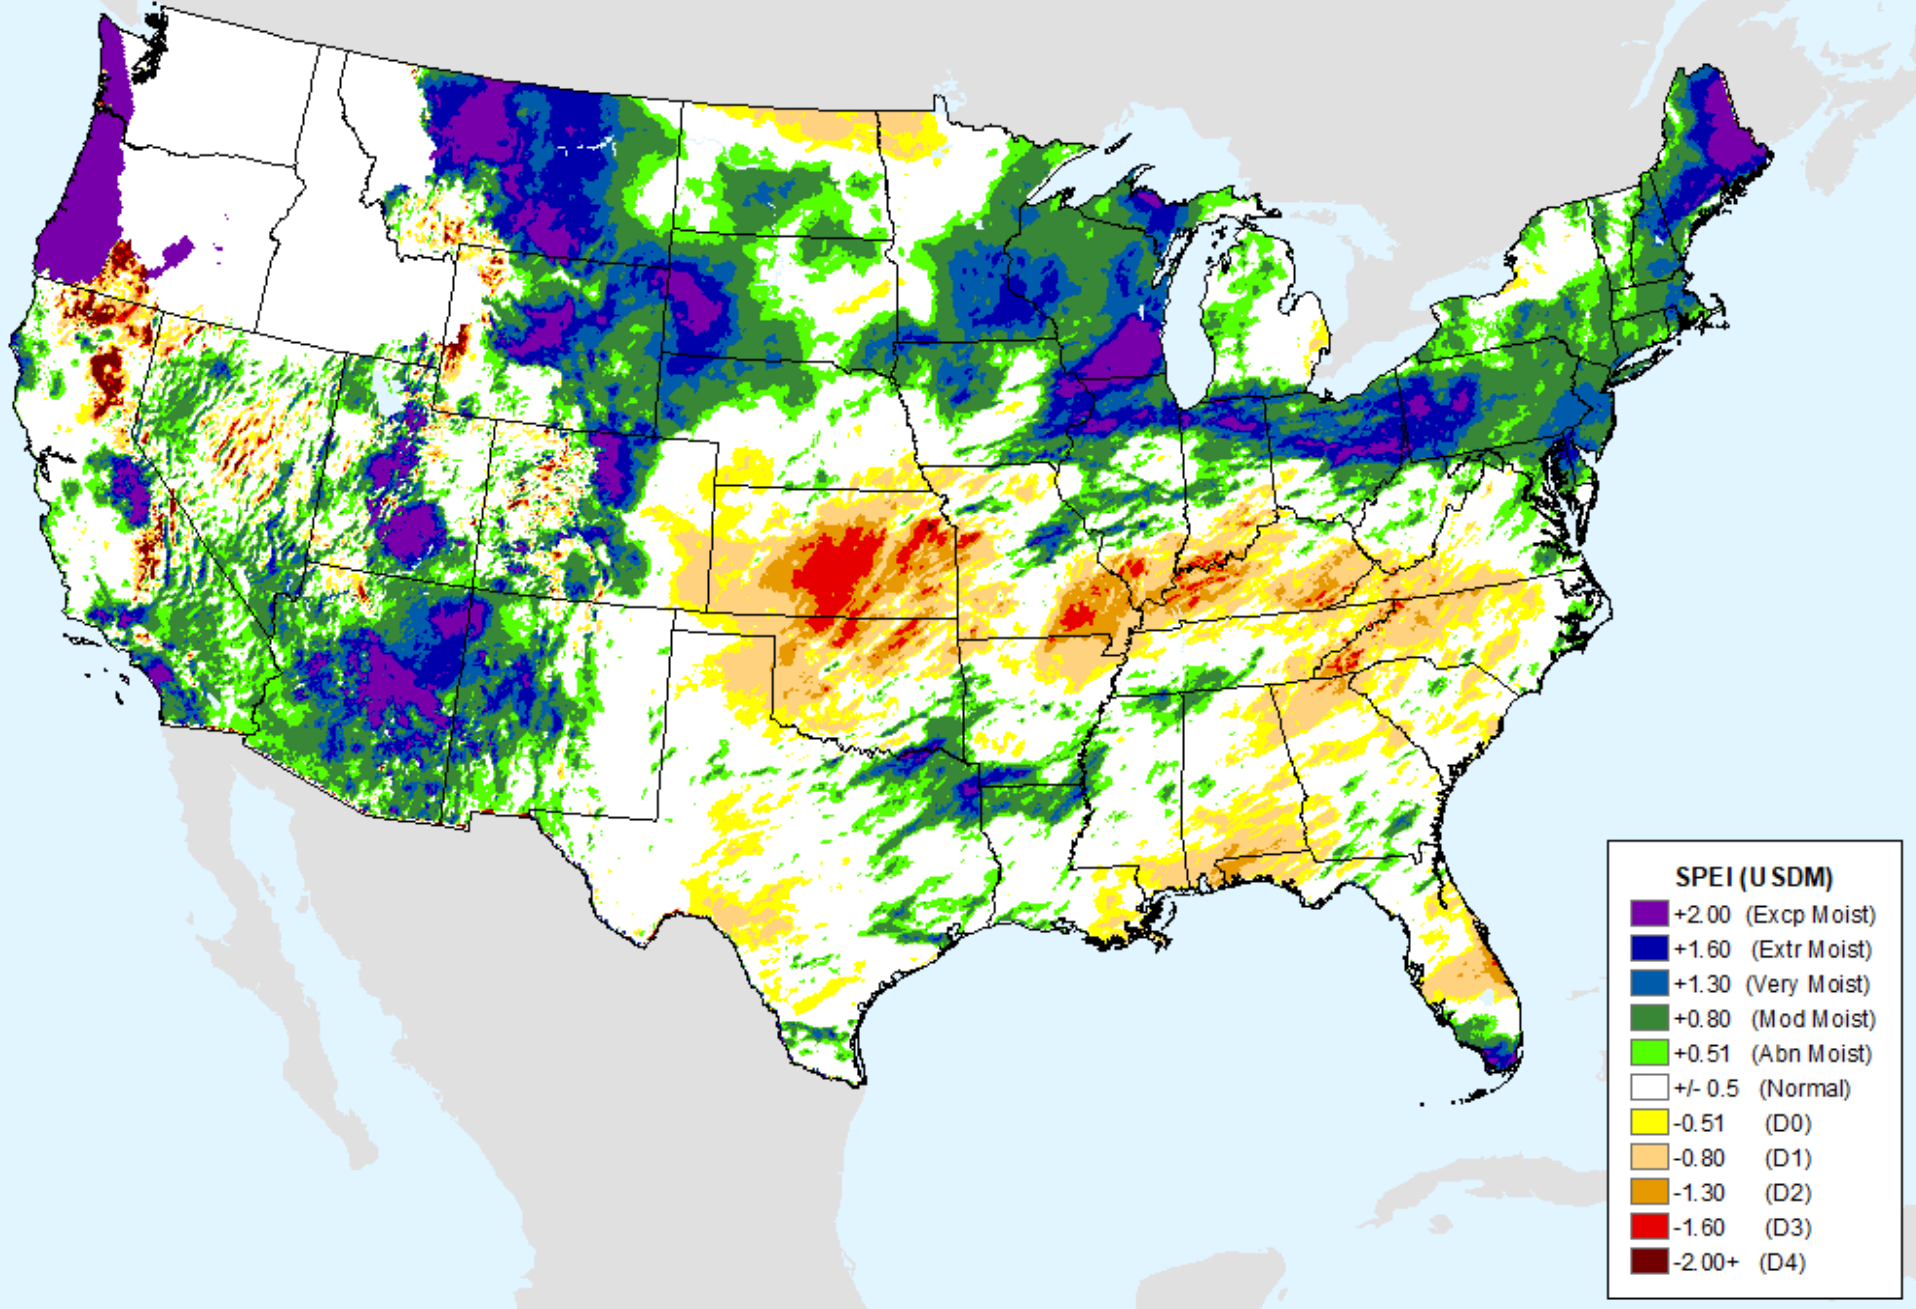 SPEI (USDM)
+2.00 (Excp Moist)
+1.60 (Extr Moist)
+1.30 (Very Moist)
+0.80 (Mod Moist)
+0.51 (Abn Moist)
+/- 0.5 (Normal)
-0.51 (D0)
-0.80 (D1)
-1.30 (D2)
-1.60 (D3)
-2.00+ (D4)